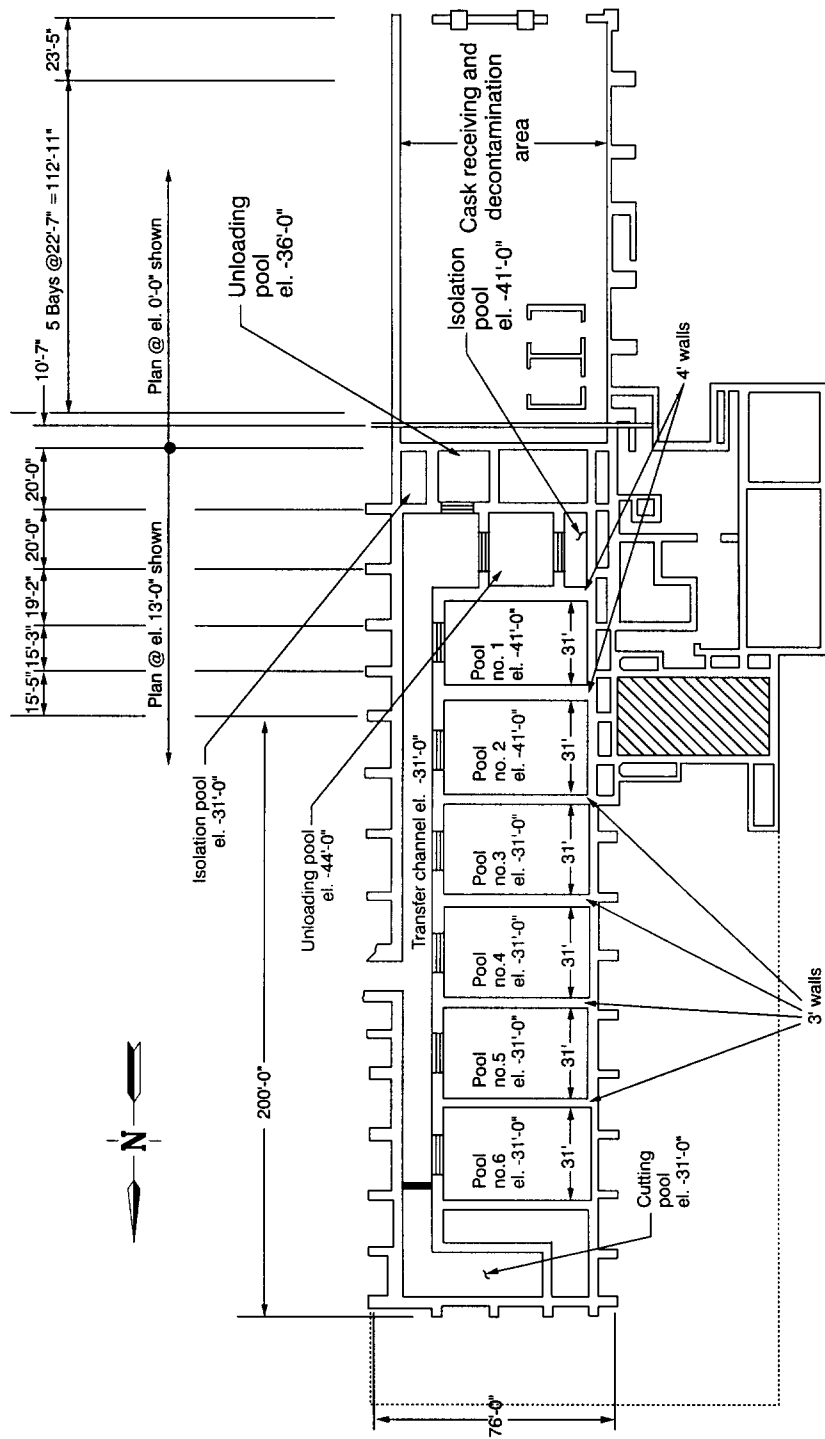 23'-5"
5 Bays @22'-7" =112'-11"
10'-7"
20'-0"
20'-0"
19'-2"
15'-3"
15'-5"
Plan @ el. 0'-0" shown
Plan @ el. 13'-0" shown
200'-0"
N
76'-0"
Cask receiving and
decontamination
area
Unloading
pool
el. -36'-0"
Isolation
pool
el. -41'-0"
4' walls
Isolation pool
el. -31'-0"
Unloading pool
el. -44'-0"
Transfer channel el. -31'-0"
Pool
no. 1
el. -41'-0"
31'
Pool
no. 2
el. -41'-0"
31'
Pool
no.3
el. -31'-0"
31'
Pool
no.4
el. -31'-0"
31'
Pool
no.5
el. -31'-0"
31'
Pool
no.6
el. -31'-0"
31'
3' walls
Cutting
pool
el. -31'-0"